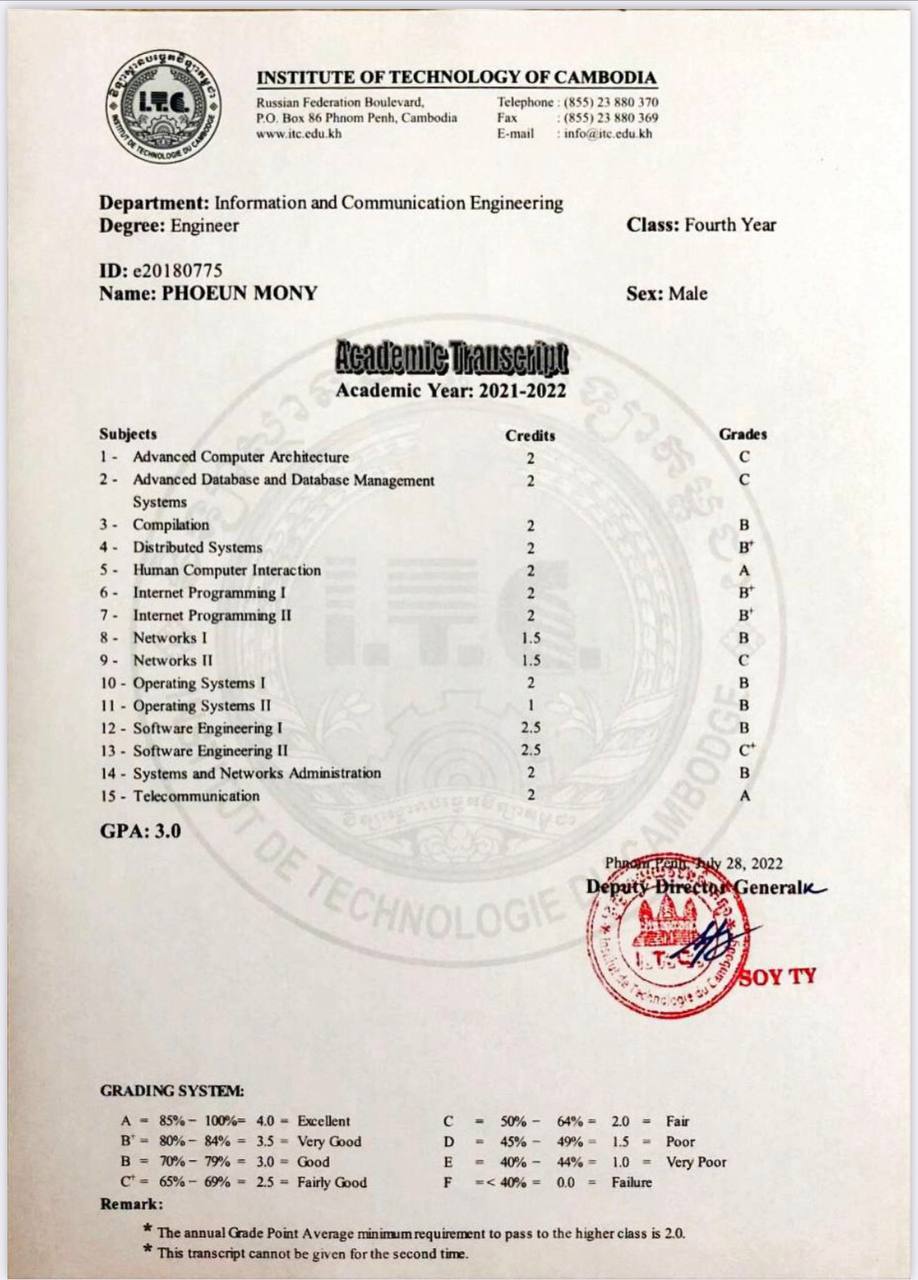 I.T.C.
INSTITUT DE TECHNOLOGIE DU CAMBODGE
INSTITUTE OF TECHNOLOGY OF CAMBODIA
Russian Federation Boulevard,
P.O. Box 86 Phnom Penh, Cambodia
www.itc.edu.kh
Telephone : (855) 23 880 370
Fax : (855) 23 880 369
E-mail : info@itc.edu.kh
Department: Information and Communication Engineering
Degree: Engineer
Class: Fourth Year
ID: e20180775
Name: PHOEUN MONY
Sex: Male
Academic Transcript
Academic Year: 2021-2022
Subjects Credits Grades
1 - Advanced Computer Architecture 2 C
2 - Advanced Database and Database Management 2 C
Systems
3 - Compilation 2 B
4 - Distributed Systems 2 B+
5 - Human Computer Interaction 2 A
6 - Internet Programming I 2 B+
7 - Internet Programming II 2 B+
8 - Networks I 1.5 B
9 - Networks II 1.5 C
10 - Operating Systems I 2 B
11 - Operating Systems II 1 B
12 - Software Engineering I 2.5 B
13 - Software Engineering II 2.5 C+
14 - Systems and Networks Administration 2 B
15 - Telecommunication 2 A
GPA: 3.0
Phnom Penh, July 28, 2022
Deputy Director General
I.T.C.
Institut de Technologie du Cambodge
SOY TY
GRADING SYSTEM:
A = 85% – 100%= 4.0 = Excellent
B+ = 80% – 84% = 3.5 = Very Good
B = 70% – 79% = 3.0 = Good
C+ = 65% – 69% = 2.5 = Fairly Good
C = 50% – 64% = 2.0 = Fair
D = 45% – 49% = 1.5 = Poor
E = 40% – 44% = 1.0 = Very Poor
F =< 40% = 0.0 = Failure
Remark:
* The annual Grade Point Average minimum requirement to pass to the higher class is 2.0.
* This transcript cannot be given for the second time.